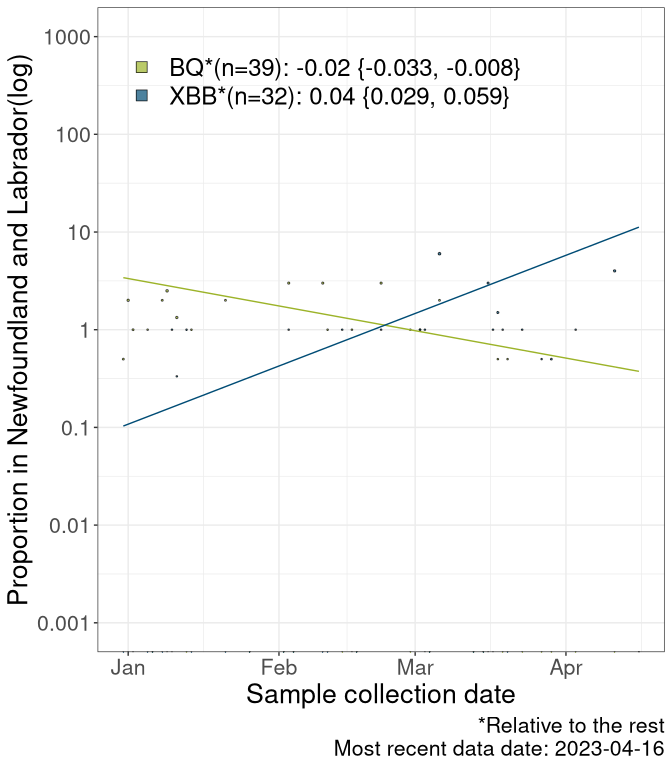 1000
100
10
1
0.1
0.01
0.001
Proportion in Newfoundland and Labrador(log)
BQ*(n=39): -0.02 {-0.033, -0.008}
XBB*(n=32): 0.04 {0.029, 0.059}
Jan Feb Mar Apr
Sample collection date
*Relative to the rest
Most recent data date: 2023-04-16